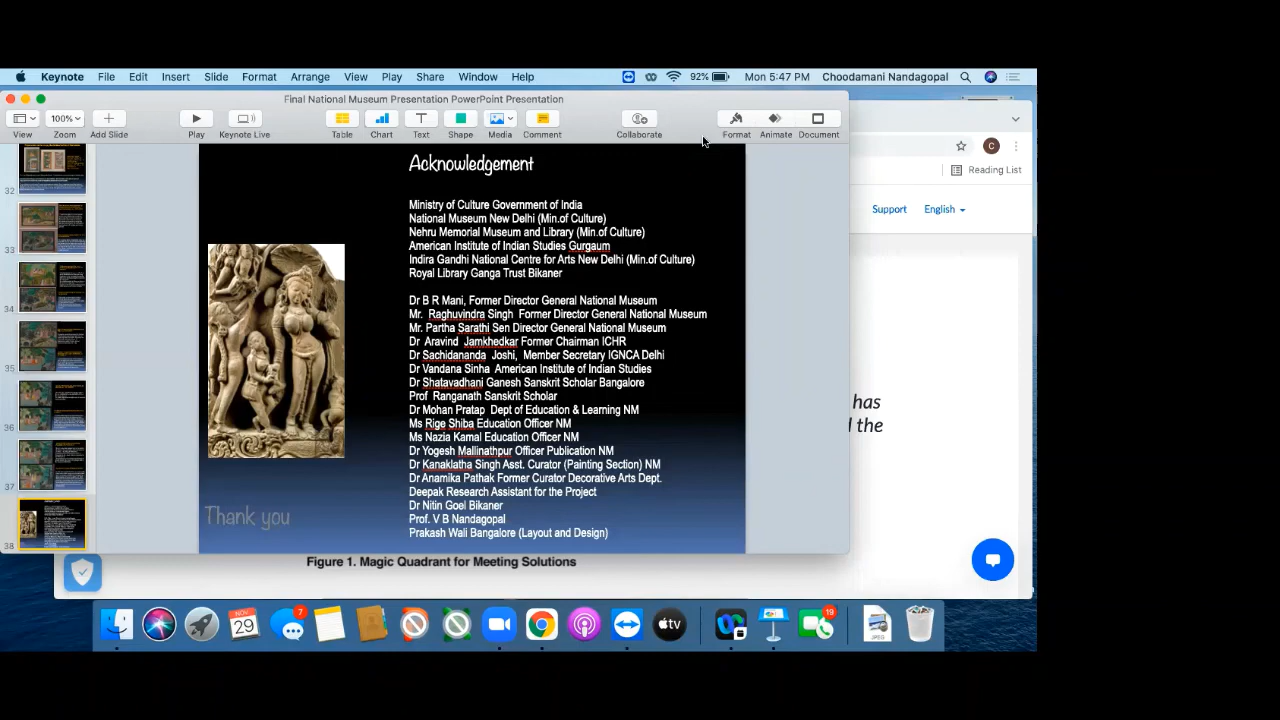 Keynote File Edit Insert Slide Format Arrange View Play Share Window Help 92% Mon 5:47 PM Choodamani Nandagopal
Final National Museum Presentation PowerPoint Presentation
100%
View Zoom Add Slide Play Keynote Live Table Chart Text Shape Media Comment Collaborate Format Animate Document
C
Reading List
Support English
32
33
34
35
36
37
38
Acknowledgement
Ministry of Culture Government of India
National Museum New Delhi (Min.of Culture)
Nehru Memorial Museum and Library (Min.of Culture)
American Institute of Indian Studies Gurgaum
Indira Gandhi National Centre for Arts New Delhi (Min.of Culture)
Royal Library Ganga Trust Bikaner
Dr B R Mani, Former Director General National Museum
Mr. Raghuvindra Singh Former Director General National Museum
Mr. Partha Sarathi Sen Director General National Museum
Dr Aravind Jamkhedkar Former Chairman ICHR
Dr Sachidananda Joshi, Member Secretary IGNCA Delhi
Dr Vandana Sinha American Institute of Indian Studies
Dr Shatavadhani Ganesh Sanskrit Scholar Bangalore
Prof Ranganath Sanskrit Scholar
Dr Mohan Pratap Dept of Education & Learning NM
Ms Rige Shiba Education Officer NM
Ms Nazia Kamal Education Officer NM
Dr Yogesh Mallinathpur Officer Publication NM
Dr Kanaklatha Singh Asst. Curator (Painting Section) NM
Dr Anamika Pathak Former Curator Decorative Arts Dept.
Deepak Research Assistant for the Project
Dr Nitin Goel Bikaner
Prof. V B Nandagopal
Prakash Wali Bangalore (Layout and Design)
Thank you
has
the
Figure 1. Magic Quadrant for Meeting Solutions
7
NOV
29
tv
19
JPEG